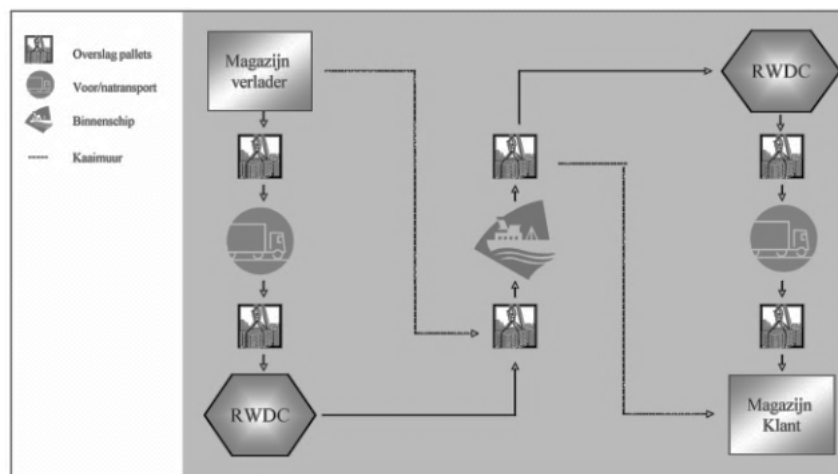 Overslag pallets
Voor/natransport
Binnenschip
Kaaimuur
Magazijn
verlader
RWDC
RWDC
Magazijn
Klant